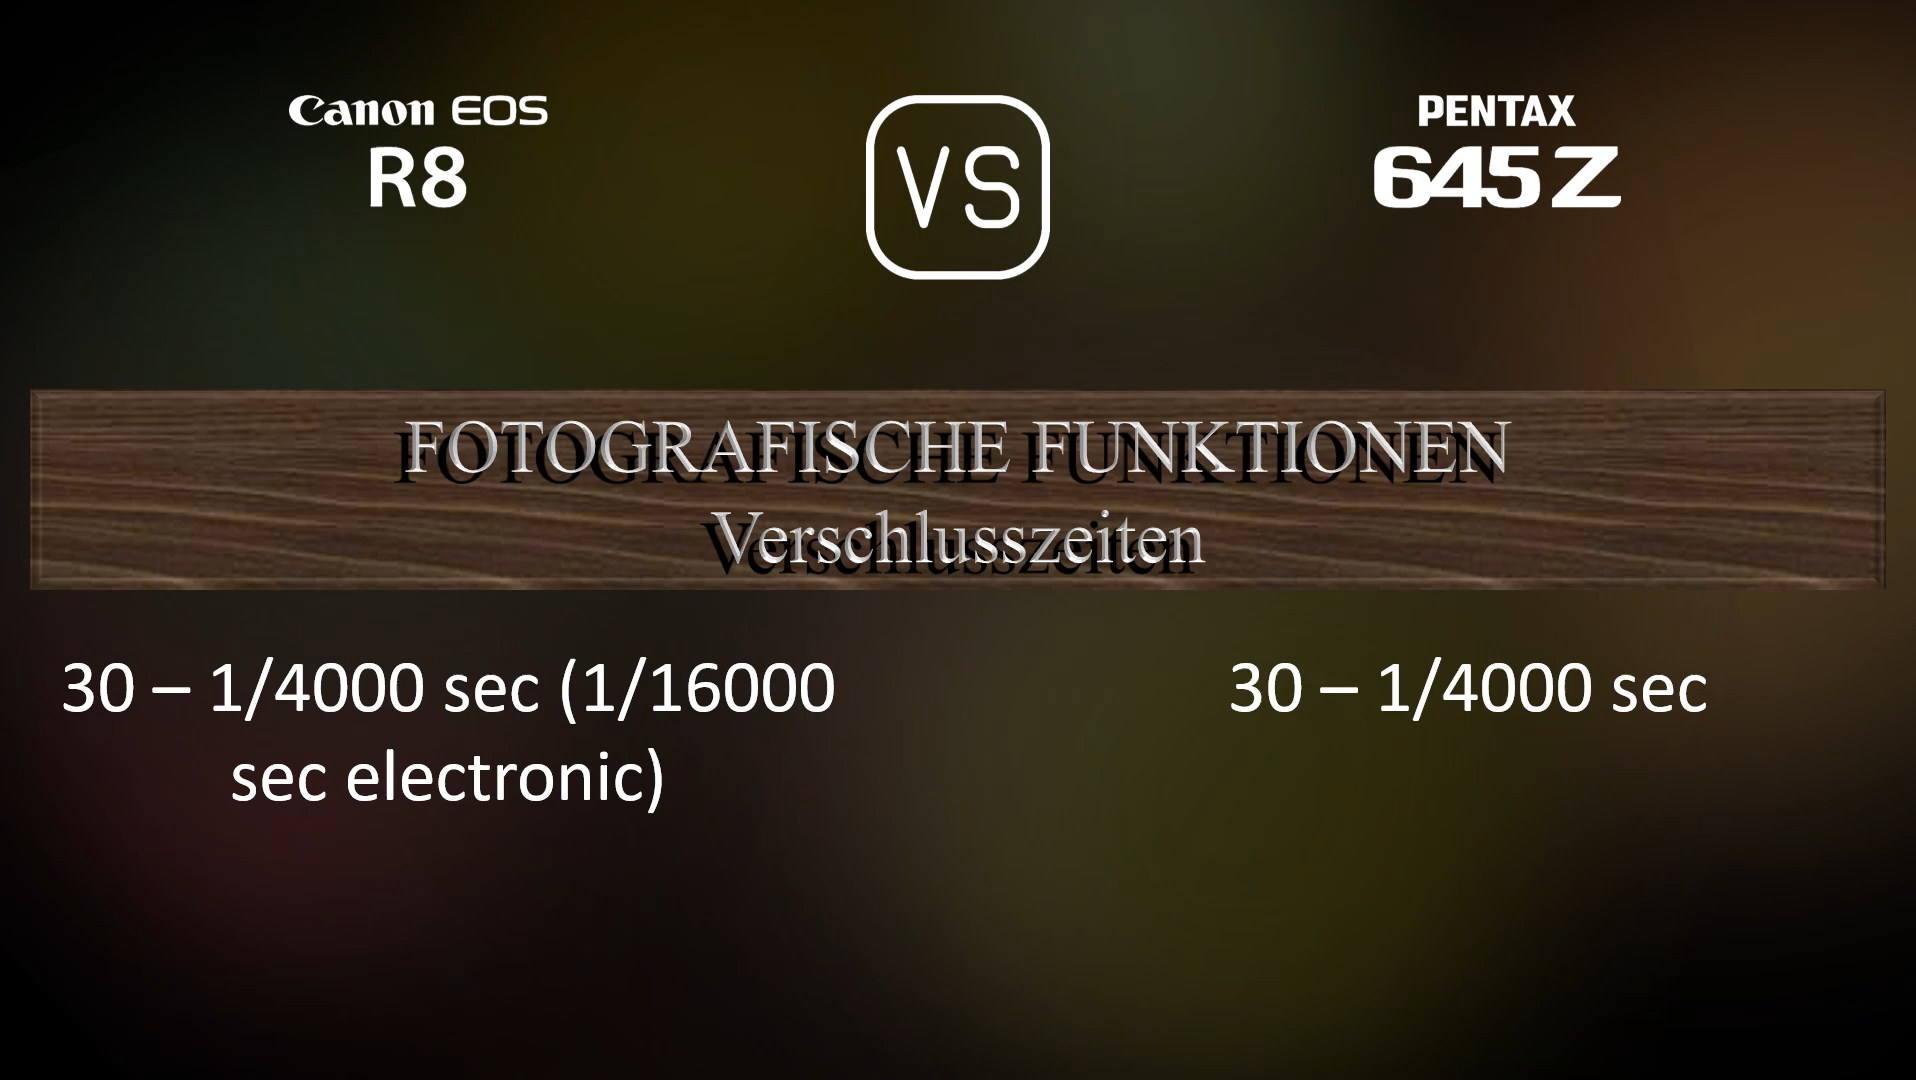 Canon EOS
R8
VS
PENTAX
645Z
FOTOGRAFISCHE FUNKTIONEN
Verschlusszeiten
30 – 1/4000 sec (1/16000
sec electronic)
30 – 1/4000 sec